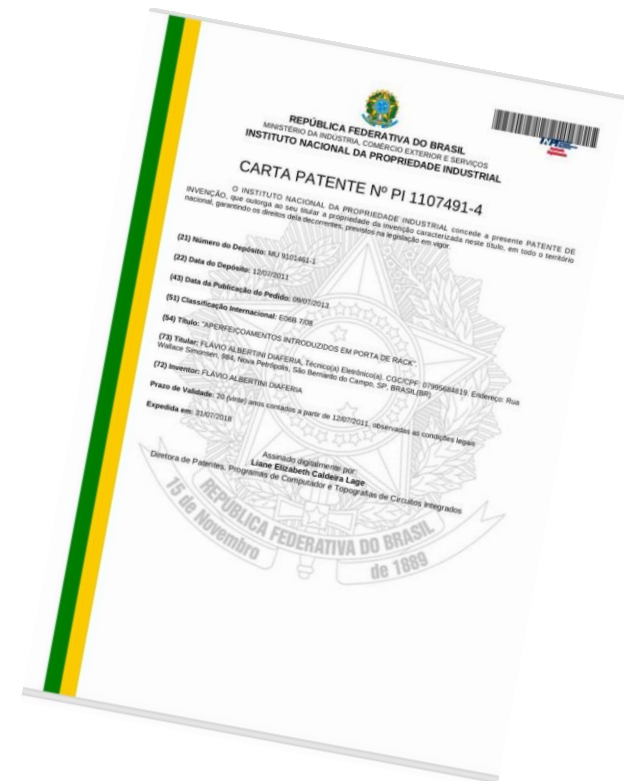 REPÚBLICA FEDERATIVA DO BRASIL
MINISTÉRIO DA INDÚSTRIA, COMÉRCIO EXTERIOR E SERVIÇOS
INSTITUTO NACIONAL DA PROPRIEDADE INDUSTRIAL
CARTA PATENTE Nº PI 1107491-4
O INSTITUTO NACIONAL DA PROPRIEDADE INDUSTRIAL concede a presente PATENTE DE
INVENÇÃO, que outorga ao seu titular a propriedade da invenção caracterizada neste título, em todo o território
nacional, garantindo os direitos dela decorrentes, previstos na legislação em vigor.
(21) Número do Depósito: MU 9101461-1
(22) Data do Depósito: 12/07/2011
(43) Data da Publicação do Pedido: 09/07/2013
(51) Classificação Internacional: E06B 7/08
(54) Título: "APERFEIÇOAMENTOS INTRODUZIDOS EM PORTA DE RACK"
(73) Titular: FLÁVIO ALBERTINI DIAFERIA, Técnico(a) Eletrônico(a). CGC/CPF: 07995684819. Endereço: Rua
Wallace Simonsen, 984, Nova Petrópolis, São Bernardo do Campo, SP, BRASIL(BR)
(72) Inventor: FLÁVIO ALBERTINI DIAFERIA
Prazo de Validade: 20 (vinte) anos contados a partir de 12/07/2011, observadas as condições legais
Expedida em: 31/07/2018
Assinado digitalmente por:
Liane Elizabeth Caldeira Lage
Diretora de Patentes, Programas de Computador e Topografias de Circuitos Integrados
REPÚBLICA FEDERATIVA DO BRASIL
15 de Novembro
de 1889